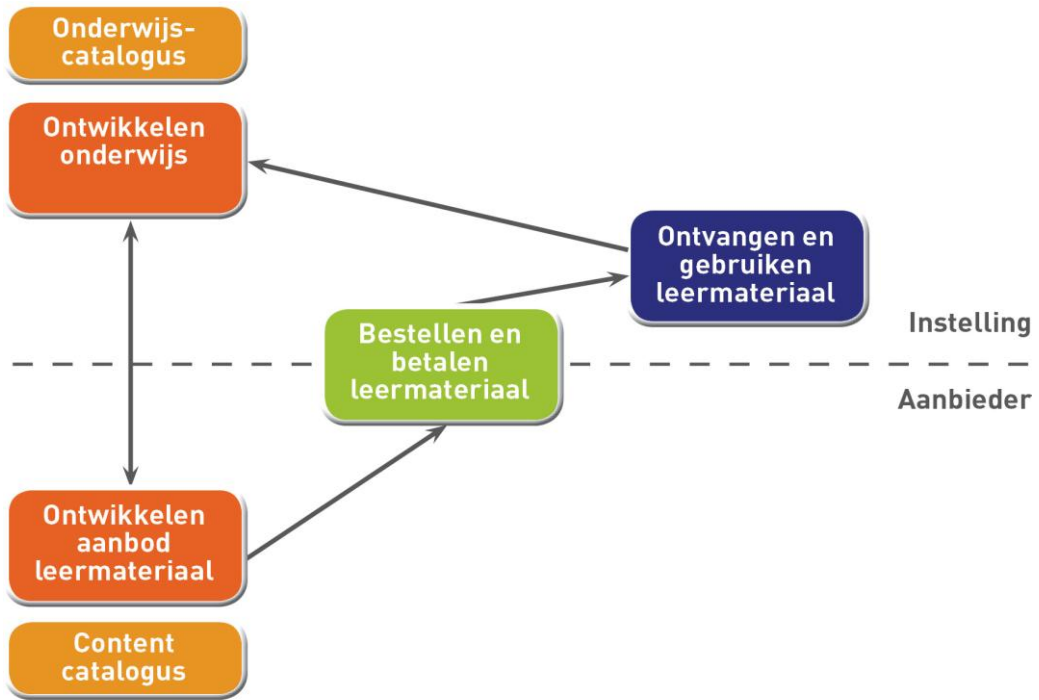 Onderwijs-
catalogus
Ontwikkelen
onderwijs
Ontvangen en
gebruiken
leermateriaal
Instelling
Bestellen en
betalen
leermateriaal
Aanbieder
Ontwikkelen
aanbod
leermateriaal
Content
catalogus